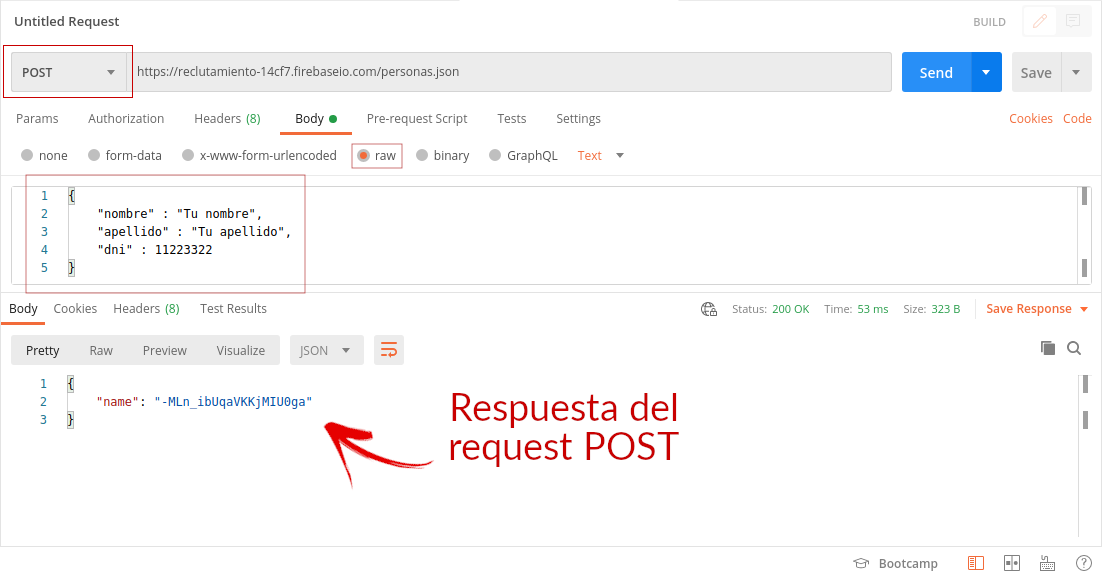 Untitled Request
BUILD
POST
https://reclutamiento-14cf7.firebaseio.com/personas.json
Send
Save
Params Authorization Headers (8) Body Pre-request Script Tests Settings Cookies Code
none form-data x-www-form-urlencoded raw binary GraphQL Text
1 {
2 "nombre" : "Tu nombre",
3 "apellido" : "Tu apellido",
4 "dni" : 11223322
5 }
Body Cookies Headers (8) Test Results Status: 200 OK Time: 53 ms Size: 323 B Save Response
Pretty Raw Preview Visualize JSON
1 {
2 "name": "-MLn_ibUqaVKKjMIU0ga"
3 }
Respuesta del
request POST
Bootcamp